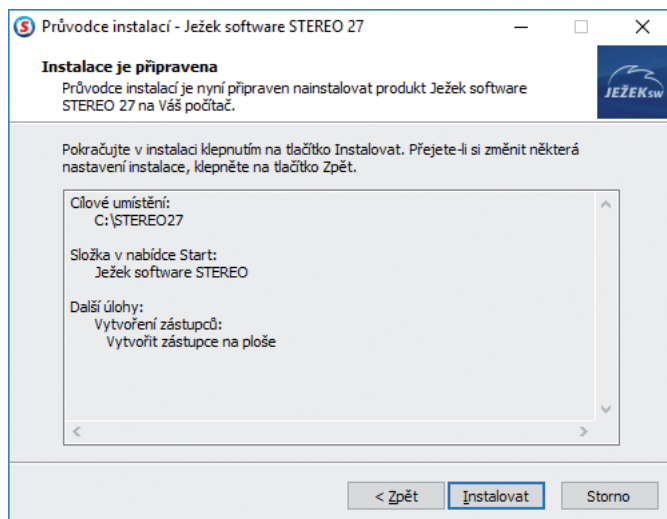 Průvodce instalací - Ježek software STEREO 27
Instalace je připravena
Průvodce instalací je nyní připraven nainstalovat produkt Ježek software
STEREO 27 na Váš počítač.
JEŽEKSW
Pokračujte v instalaci klepnutím na tlačítko Instalovat. Přejete-li si změnit některá
nastavení instalace, klepněte na tlačítko Zpět.
Cílové umístění:
C:\STEREO27
Složka v nabídce Start:
Ježek software STEREO
Další úlohy:
Vytvoření zástupců:
Vytvořit zástupce na ploše
< Zpět
Instalovat
Storno